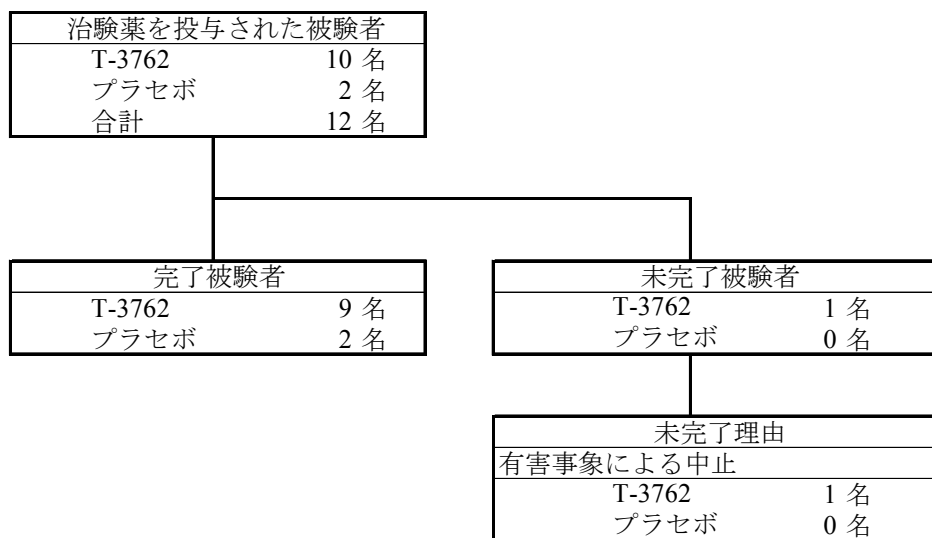 治験薬を投与された被験者
T-3762 10 名
プラセボ 2 名
合計 12 名
完了被験者
T-3762 9 名
プラセボ 2 名
未完了被験者
T-3762 1 名
プラセボ 0 名
未完了理由
有害事象による中止
T-3762 1 名
プラセボ 0 名